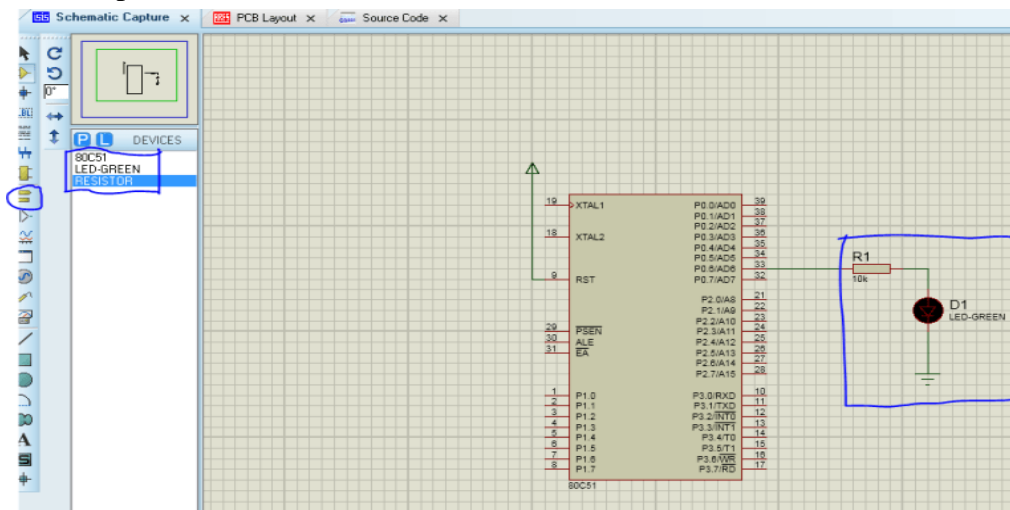 Schematic Capture x PCB Layout x Source Code x
0°
P L DEVICES
80C51
LED-GREEN
RESISTOR
19 XTAL1
18 XTAL2
9 RST
29 PSEN
30 ALE
31 EA
1 P1.0
2 P1.1
3 P1.2
4 P1.3
5 P1.4
6 P1.5
7 P1.6
8 P1.7
P0.0/AD0 39
P0.1/AD1 38
P0.2/AD2 37
P0.3/AD3 36
P0.4/AD4 35
P0.5/AD5 34
P0.6/AD6 33
P0.7/AD7 32
P2.0/A8 21
P2.1/A9 22
P2.2/A10 23
P2.3/A11 24
P2.4/A12 25
P2.5/A13 26
P2.6/A14 27
P2.7/A15 28
P3.0/RXD 10
P3.1/TXD 11
P3.2/INT0 12
P3.3/INT1 13
P3.4/T0 14
P3.5/T1 15
P3.6/WR 16
P3.7/RD 17
80C51
R1
10k
D1
LED-GREEN
A
S